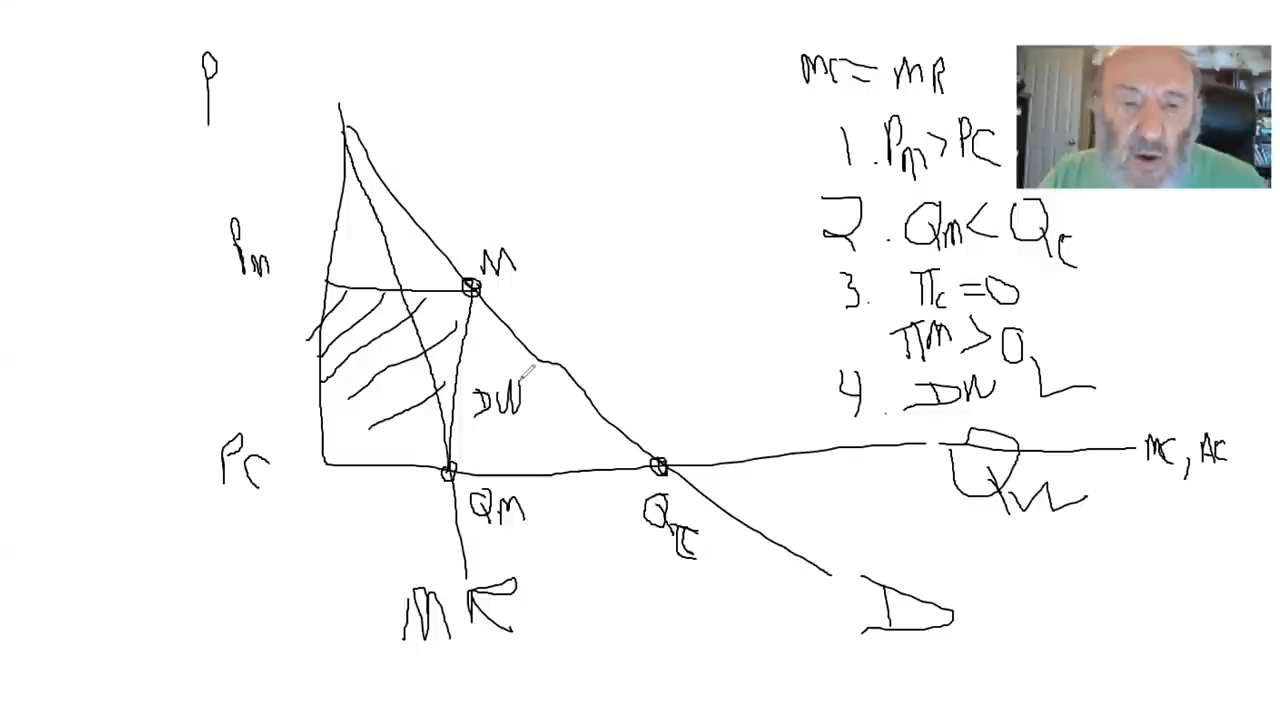 P
MC = MR
1. Pm > PC
2. Qm < Qc
3. πc = 0
πM > 0
4. DWL
Pm
M
DW
PC
MC, AC
QM
Qc
MR
D